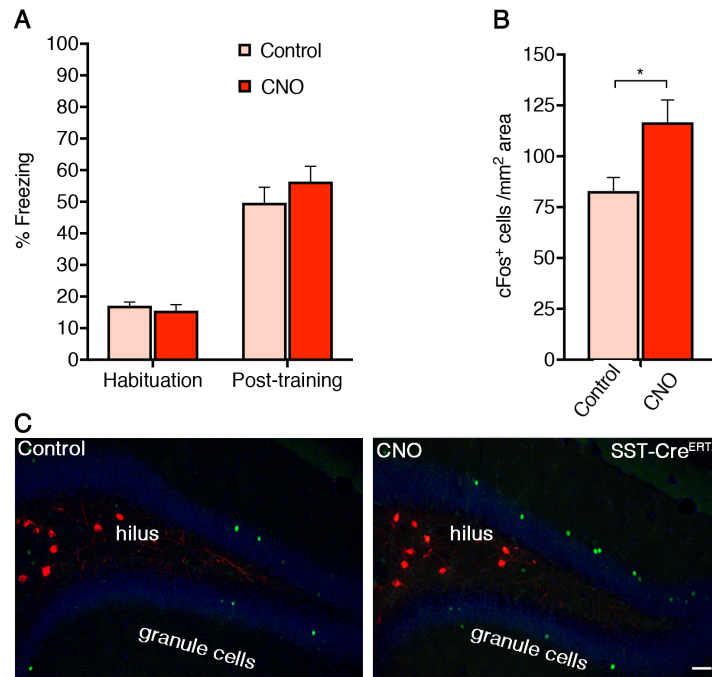 A
100
90
80
70
60
50
40
30
20
10
0
% Freezing
Control
CNO
Habituation
Post-training
B
150
125
100
75
50
25
0
cFos+ cells /mm2 area
*
Control
CNO
C
Control
hilus
granule cells
CNO
SST-CreERT
hilus
granule cells